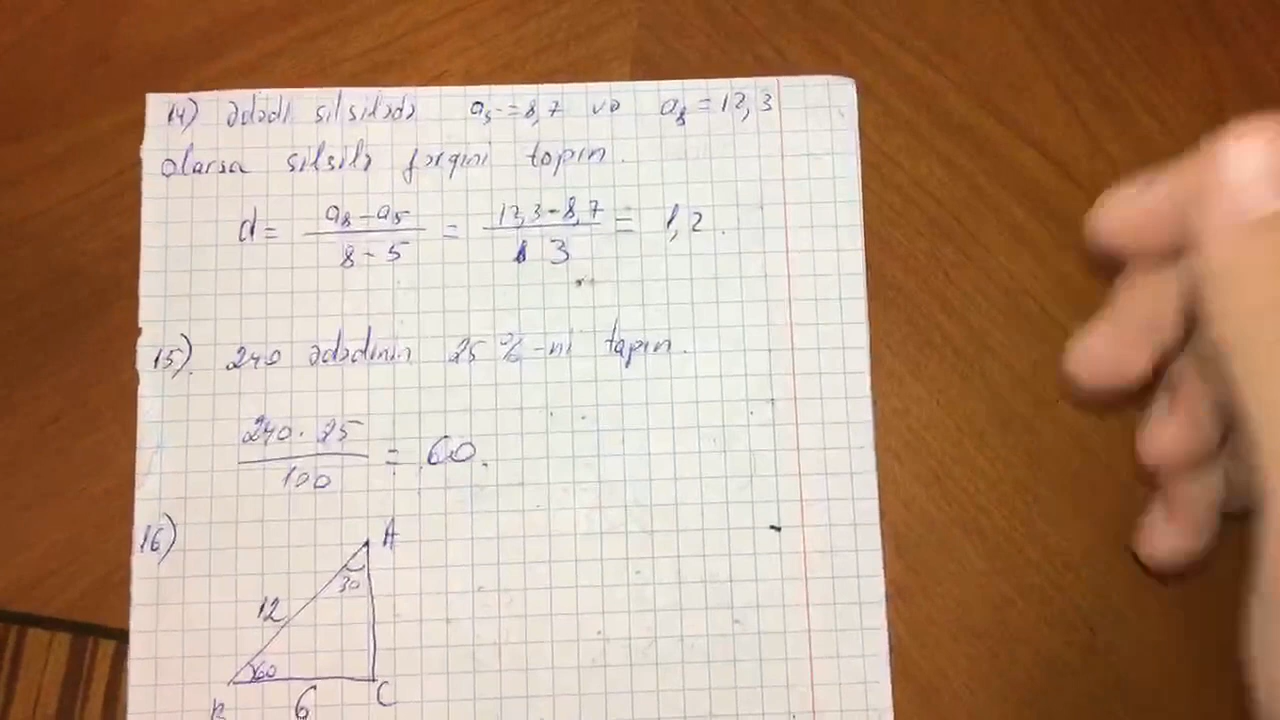 14) Ədədi silsilədə a₅ = 8,7 və a₈ = 12,3
olarsa silsilə fərqini tapın.
d = (a₈ - a₅)/(8 - 5) = (12,3 - 8,7)/3 = 1,2.
15). 240 ədədinin 25 %-ni tapın.
(240 · 25)/100 = 60.
16)
A
30
12
60
B 6 C